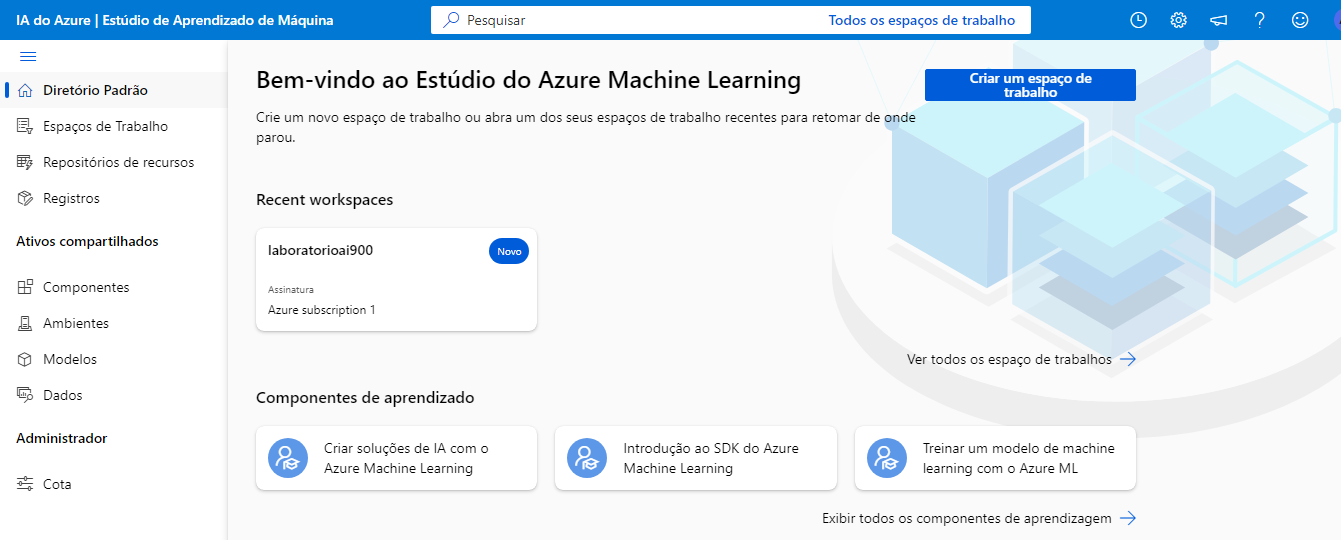 IA do Azure | Estúdio de Aprendizado de Máquina
Pesquisar
Todos os espaços de trabalho
Diretório Padrão
Espaços de Trabalho
Repositórios de recursos
Registros
Ativos compartilhados
Componentes
Ambientes
Modelos
Dados
Administrador
Cota
Bem-vindo ao Estúdio do Azure Machine Learning
Criar um espaço de
trabalho
Crie um novo espaço de trabalho ou abra um dos seus espaços de trabalho recentes para retomar de onde
parou.
Recent workspaces
laboratorioai900
Novo
Assinatura
Azure subscription 1
Ver todos os espaço de trabalhos
Componentes de aprendizado
Criar soluções de IA com o
Azure Machine Learning
Introdução ao SDK do Azure
Machine Learning
Treinar um modelo de machine
learning com o Azure ML
Exibir todos os componentes de aprendizagem